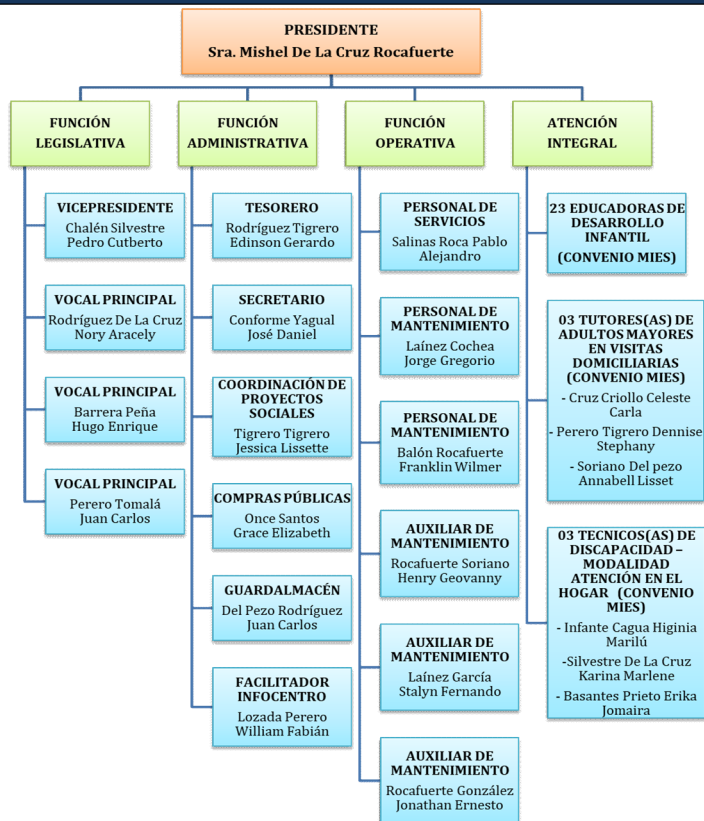 PRESIDENTE
Sra. Mishel De La Cruz Rocafuerte
FUNCIÓN
LEGISLATIVA
VICEPRESIDENTE
Chalén Silvestre
Pedro Cutberto
VOCAL PRINCIPAL
Rodríguez De La Cruz
Nory Aracely
VOCAL PRINCIPAL
Barrera Peña
Hugo Enrique
VOCAL PRINCIPAL
Perero Tomalá
Juan Carlos
FUNCIÓN
ADMINISTRATIVA
TESORERO
Rodríguez Tigrero
Edinson Gerardo
SECRETARIO
Conforme Yagual
José Daniel
COORDINACIÓN DE
PROYECTOS
SOCIALES
Tigrero Tigrero
Jessica Lissette
COMPRAS PÚBLICAS
Once Santos
Grace Elizabeth
GUARDALMACÉN
Del Pezo Rodríguez
Juan Carlos
FACILITADOR
INFOCENTRO
Lozada Perero
William Fabián
FUNCIÓN
OPERATIVA
PERSONAL DE
SERVICIOS
Salinas Roca Pablo
Alejandro
PERSONAL DE
MANTENIMIENTO
Laínez Cochea
Jorge Gregorio
PERSONAL DE
MANTENIMIENTO
Balón Rocafuerte
Franklin Wilmer
AUXILIAR DE
MANTENIMIENTO
Rocafuerte Soriano
Henry Geovanny
AUXILIAR DE
MANTENIMIENTO
Laínez García
Stalyn Fernando
AUXILIAR DE
MANTENIMIENTO
Rocafuerte González
Jonathan Ernesto
ATENCIÓN
INTEGRAL
23 EDUCADORAS DE
DESARROLLO
INFANTIL
(CONVENIO MIES)
03 TUTORES(AS) DE
ADULTOS MAYORES
EN VISITAS
DOMICILIARIAS
(CONVENIO MIES)
- Cruz Criollo Celeste
Carla
- Perero Tigrero Dennise
Stephany
- Soriano Del pezo
Annabell Lisset
03 TECNICOS(AS) DE
DISCAPACIDAD –
MODALIDAD
ATENCIÓN EN EL
HOGAR (CONVENIO
MIES)
- Infante Cagua Higinia
Marilú
-Silvestre De La Cruz
Karina Marlene
- Basantes Prieto Erika
Jomaira